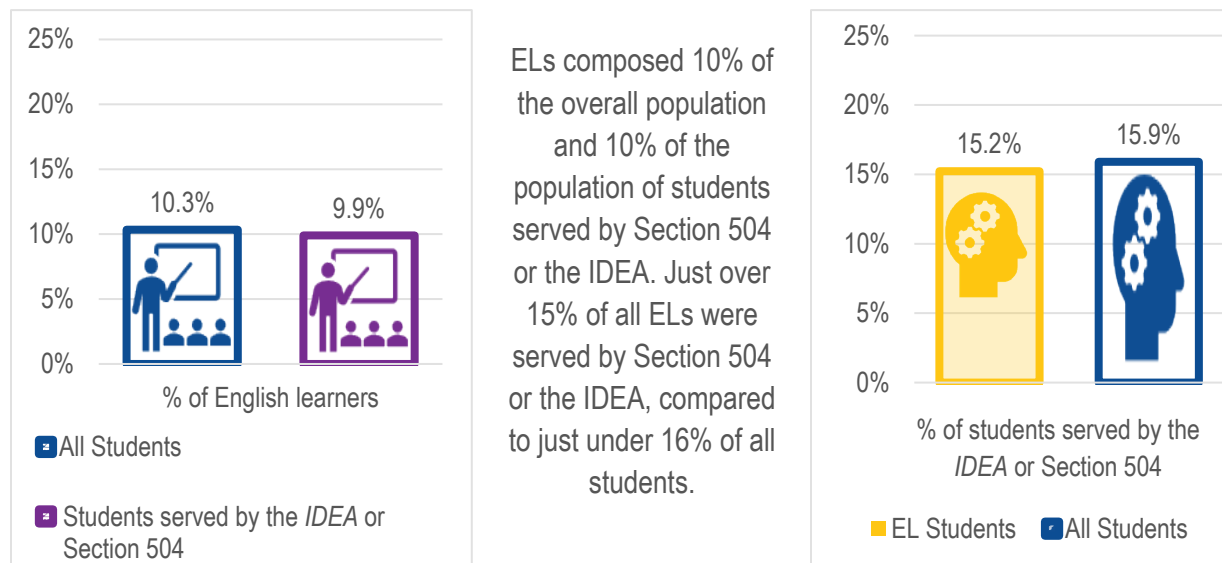 25%
20%
15%
10%
5%
0%
10.3%
9.9%
% of English learners
All Students
Students served by the IDEA or
Section 504
ELs composed 10% of
the overall population
and 10% of the
population of students
served by Section 504
or the IDEA. Just over
15% of all ELs were
served by Section 504
or the IDEA, compared
to just under 16% of all
students.
25%
20%
15%
10%
5%
0%
15.2%
15.9%
% of students served by the
IDEA or Section 504
EL Students
All Students